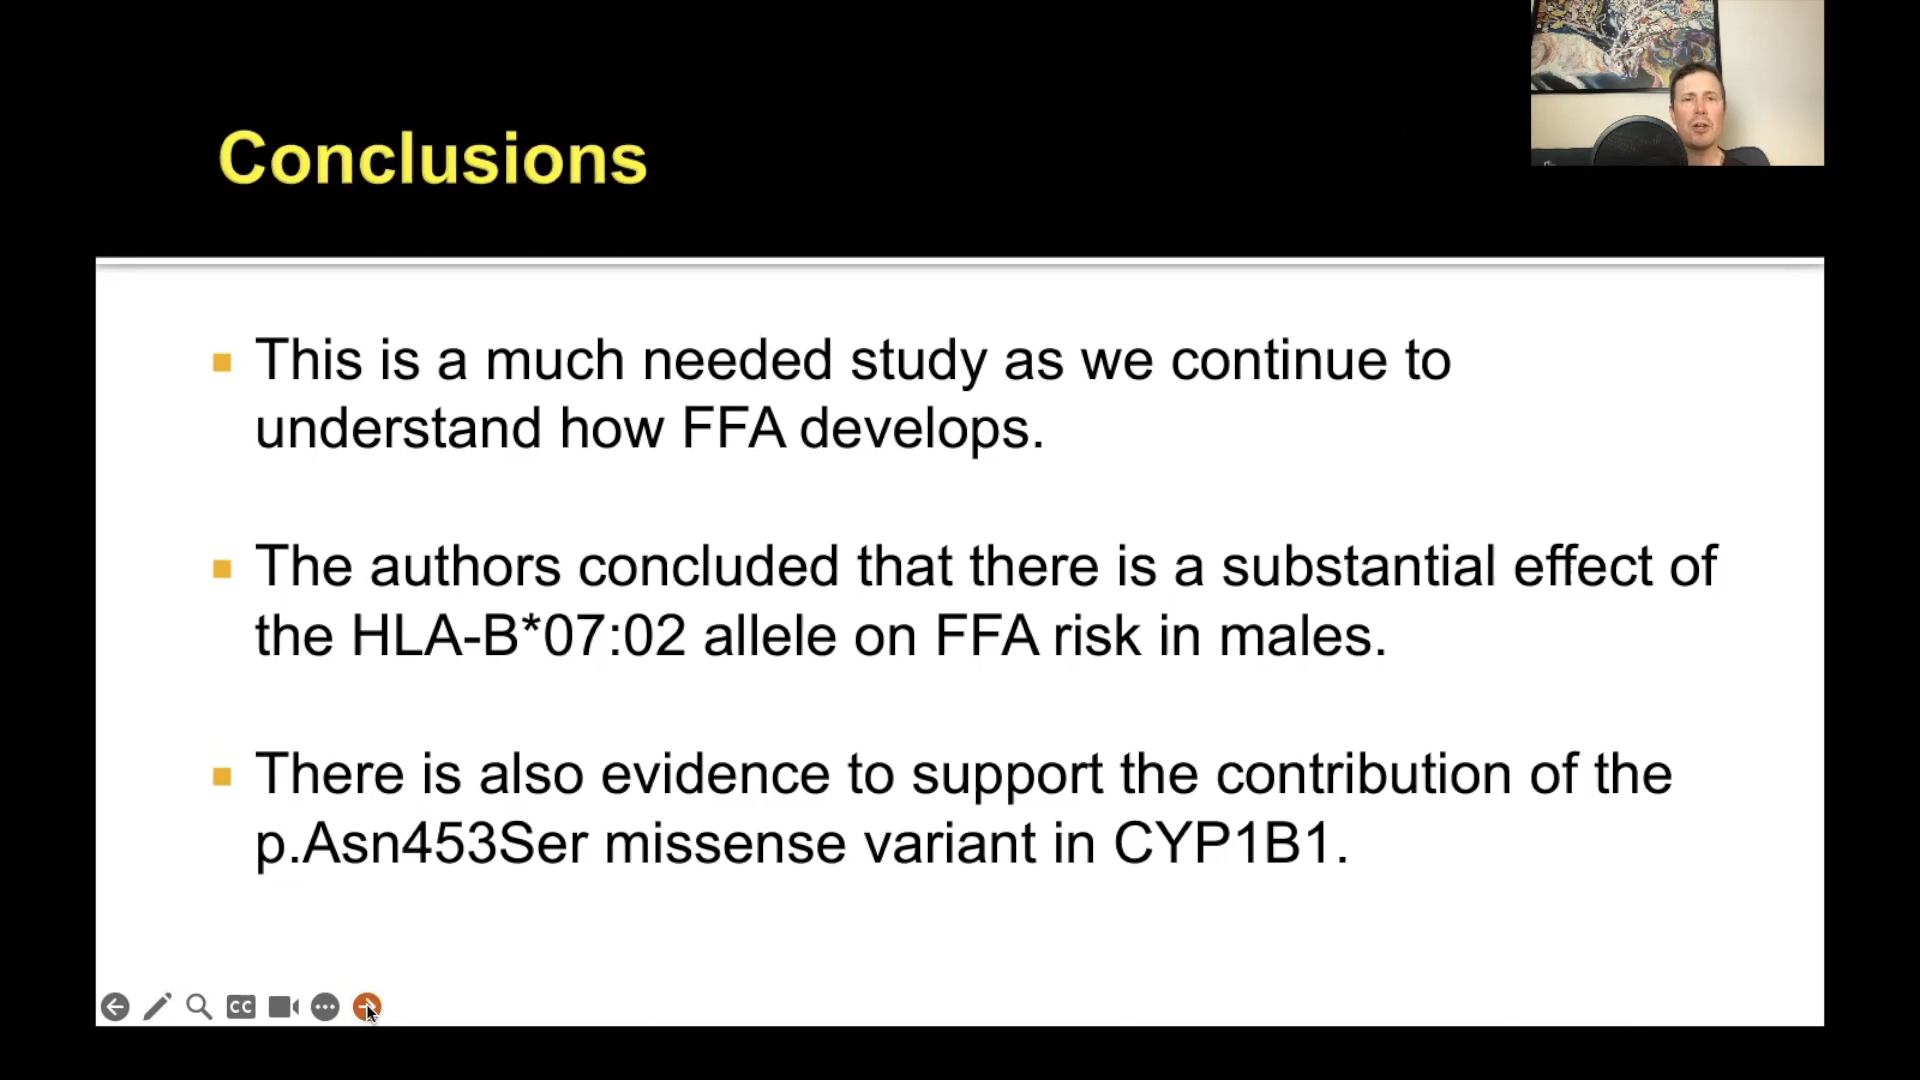 Conclusions
This is a much needed study as we continue to
understand how FFA develops.
The authors concluded that there is a substantial effect of
the HLA-B*07:02 allele on FFA risk in males.
There is also evidence to support the contribution of the
p.Asn453Ser missense variant in CYP1B1.
CC